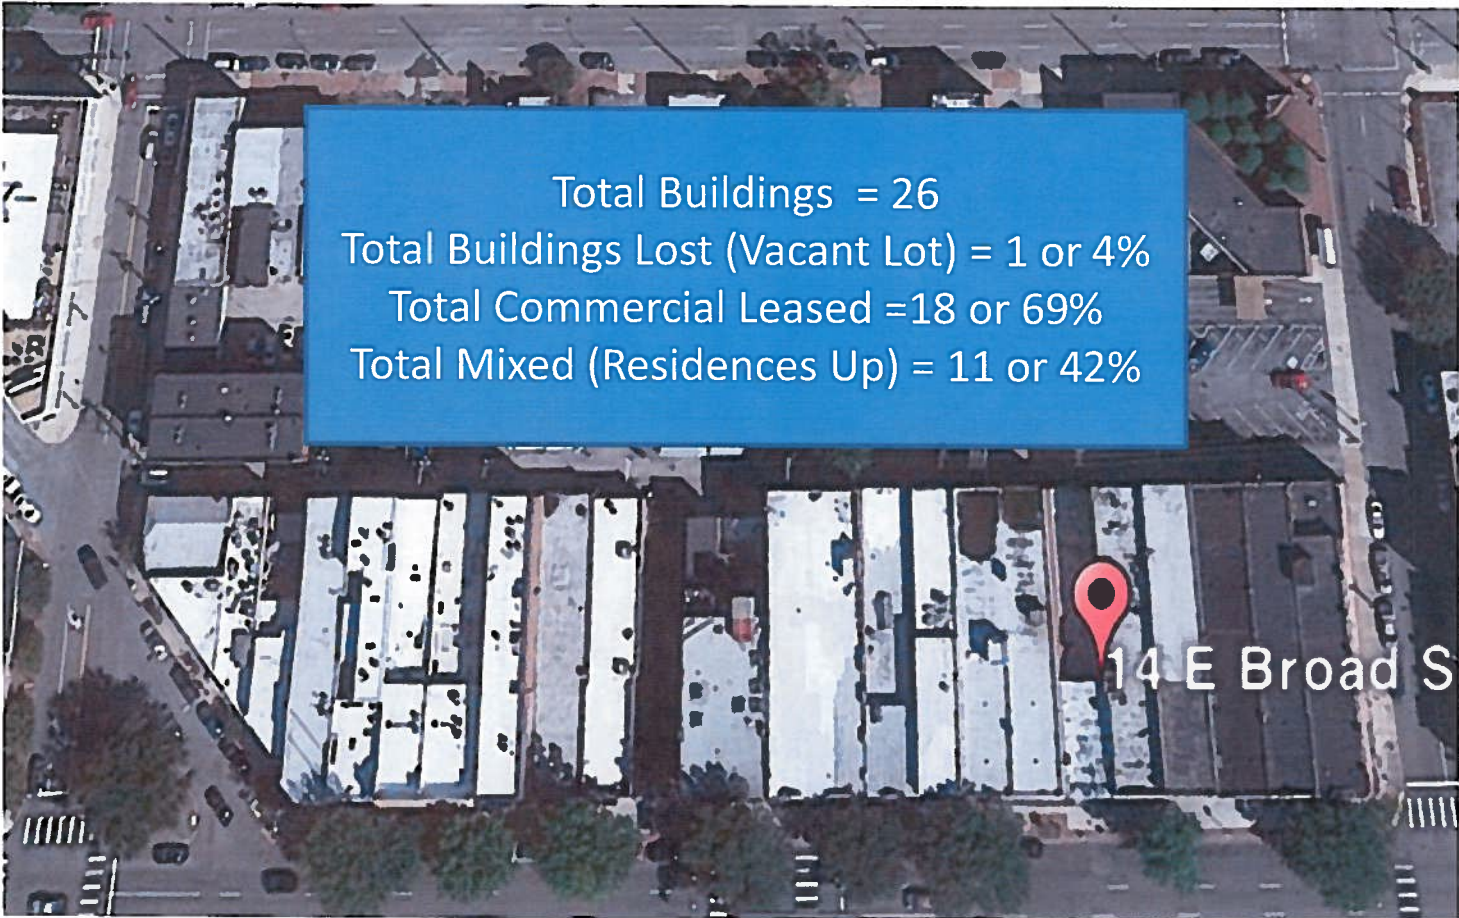 Total Buildings = 26
Total Buildings Lost (Vacant Lot) = 1 or 4%
Total Commercial Leased =18 or 69%
Total Mixed (Residences Up) = 11 or 42%
14 E Broad S